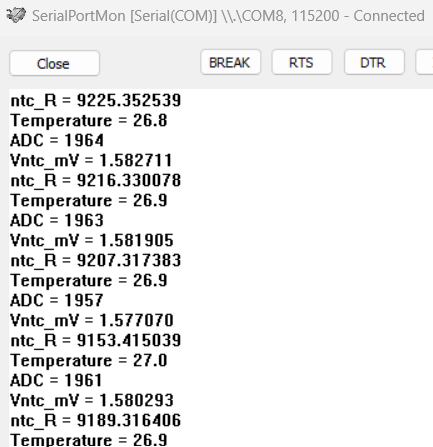 SerialPortMon [Serial(COM)] \\.\COM8, 115200 - Connected
Close BREAK RTS DTR
ntc_R = 9225.352539
Temperature = 26.8
ADC = 1964
Vntc_mV = 1.582711
ntc_R = 9216.330078
Temperature = 26.9
ADC = 1963
Vntc_mV = 1.581905
ntc_R = 9207.317383
Temperature = 26.9
ADC = 1957
Vntc_mV = 1.577070
ntc_R = 9153.415039
Temperature = 27.0
ADC = 1961
Vntc_mV = 1.580293
ntc_R = 9189.316406
Temperature = 26.9